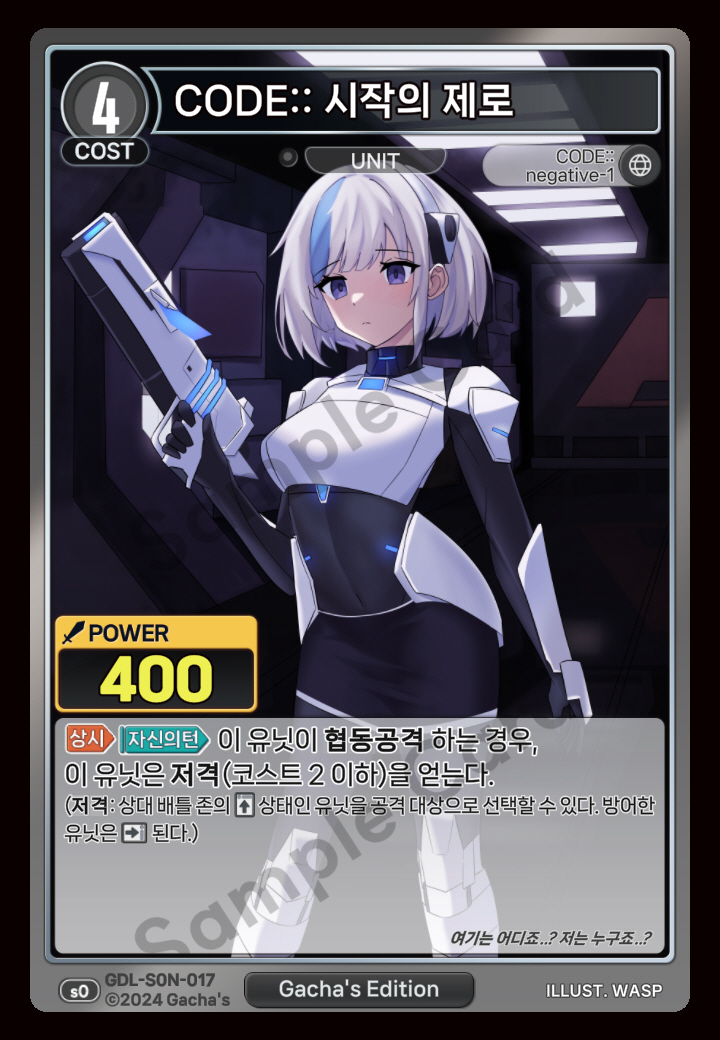 4
COST
CODE:: 시작의 제로
UNIT
CODE::
negative-1
Sample Card
POWER
400
상시 자신의턴 이 유닛이 협동공격 하는 경우,
이 유닛은 저격(코스트 2 이하)을 얻는다.
(저격: 상대 배틀 존의 상태인 유닛을 공격 대상으로 선택할 수 있다. 방어한
유닛은 된다.)
Sample Card
여기는 어디죠..? 저는 누구죠..?
s0
GDL-S0N-017
©2024 Gacha's
Gacha's Edition
ILLUST. WASP